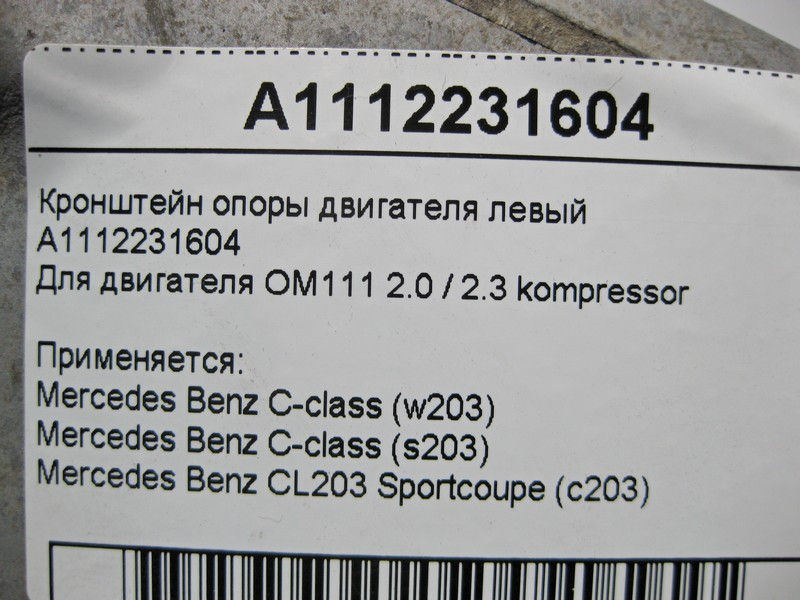 A1112231604
Кронштейн опоры двигателя левый
A1112231604
Для двигателя OM111 2.0 / 2.3 kompressor
Применяется:
Mercedes Benz C-class (w203)
Mercedes Benz C-class (s203)
Mercedes Benz CL203 Sportcoupe (c203)